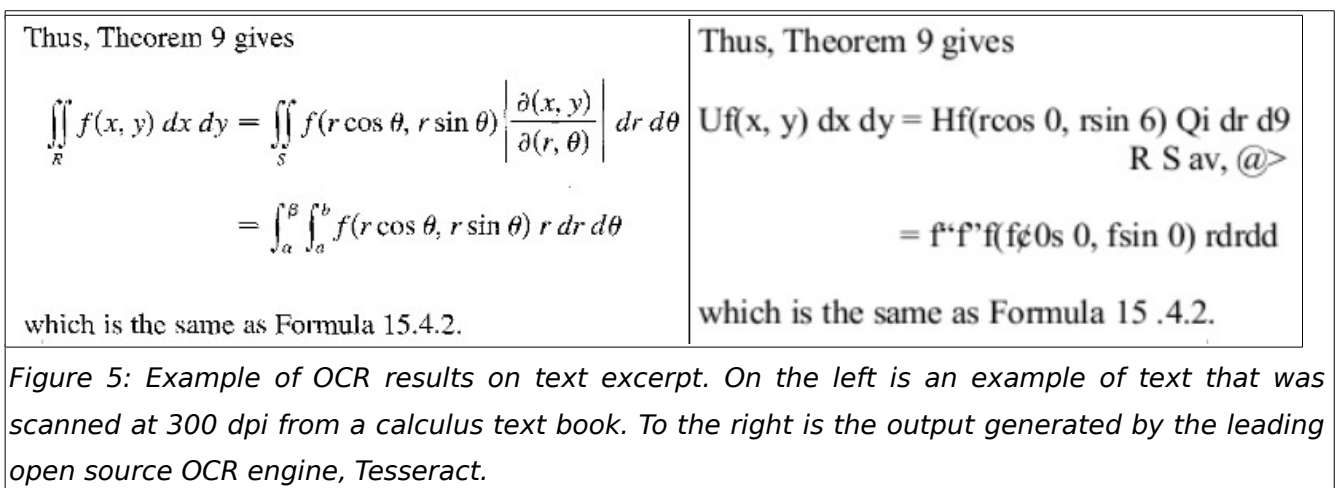 Thus, Theorem 9 gives
∬ f(x, y) dx dy = ∬ f(r cos θ, r sin θ) | ∂(x, y) / ∂(r, θ) | dr dθ
R S
= ∫_α^β ∫_a^b f(r cos θ, r sin θ) r dr dθ
which is the same as Formula 15.4.2.
Thus, Theorem 9 gives
Uf(x, y) dx dy = Hf(rcos 0, rsin 6) Qi dr d9
R S av, @>
= f“f’f(f¢0s 0, fsin 0) rdrdd
which is the same as Formula 15 .4.2.
Figure 5: Example of OCR results on text excerpt. On the left is an example of text that was
scanned at 300 dpi from a calculus text book. To the right is the output generated by the leading
open source OCR engine, Tesseract.